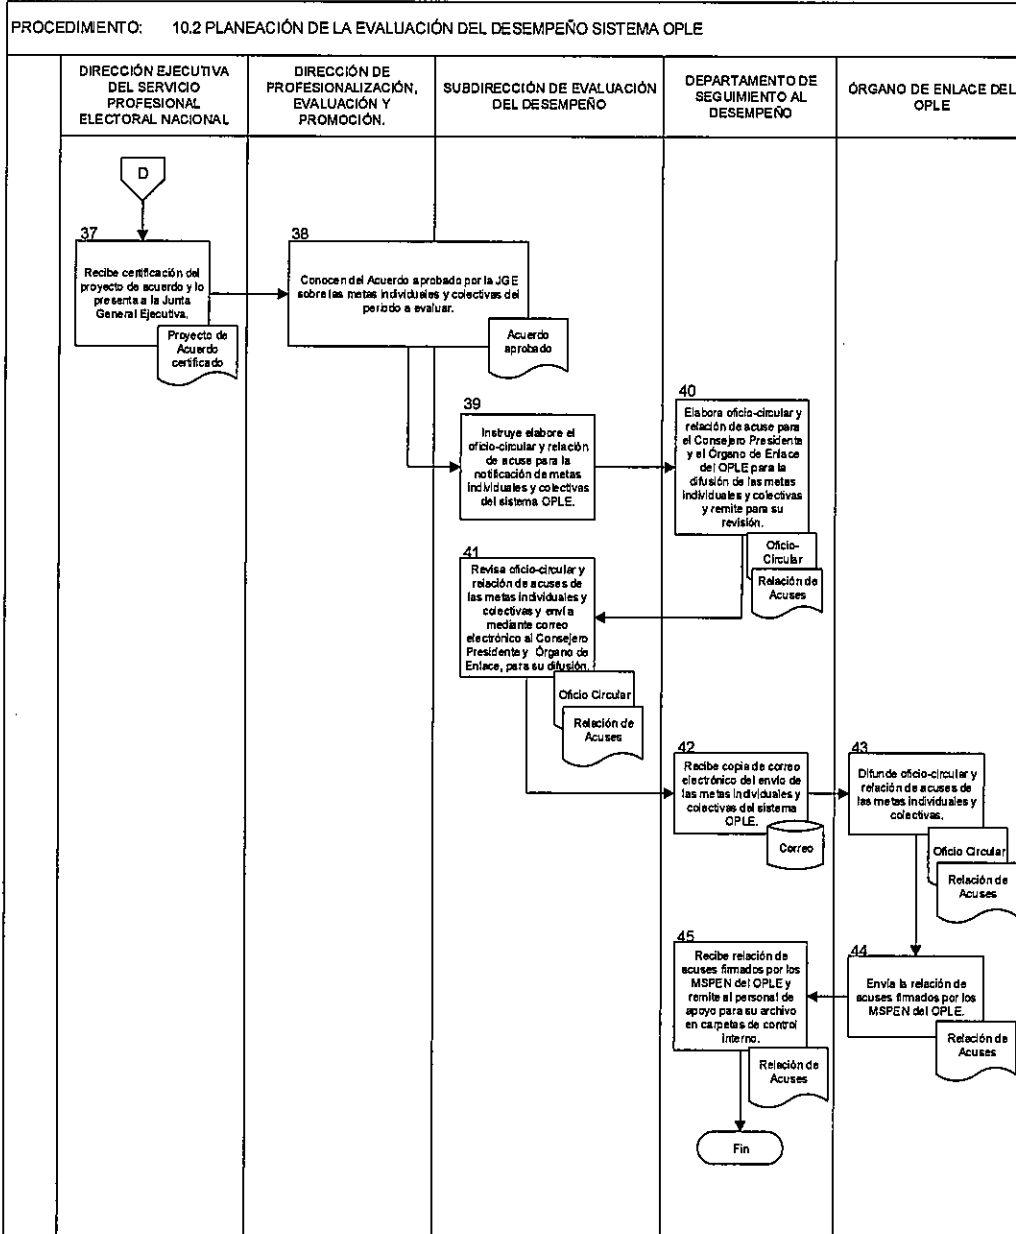 PROCEDIMIENTO: 10.2 PLANEACIÓN DE LA EVALUACIÓN DEL DESEMPEÑO SISTEMA OPLE
DIRECCIÓN EJECUTIVA
DEL SERVICIO
PROFESIONAL
ELECTORAL NACIONAL
DIRECCIÓN DE
PROFESIONALIZACIÓN,
EVALUACIÓN Y
PROMOCIÓN.
SUBDIRECCIÓN DE EVALUACIÓN
DEL DESEMPEÑO
DEPARTAMENTO DE
SEGUIMIENTO AL
DESEMPEÑO
ÓRGANO DE ENLACE DEL
OPLE
D
37
Recibe certificación del
proyecto de acuerdo y lo
presenta a la Junta
General Ejecutiva.
Proyecto de
Acuerdo
certificado
38
Conocen del Acuerdo aprobado por la JGE
sobre las metas individuales y colectivas del
periodo a evaluar.
Acuerdo
aprobado
39
Instruye elabore el
oficio-circular y relación
de acuse para la
notificación de metas
individuales y colectivas
del sistema OPLE.
40
Elabora oficio-circular y
relación de acuse para
el Consejero Presidente
y el Órgano de Enlace
del OPLE para la
difusión de las metas
individuales y colectivas
y remite para su
revisión.
Oficio-
Circular
Relación de
Acuses
41
Revisa oficio-circular y
relación de acuses de
las metas individuales y
colectivas y envía
mediante correo
electrónico al Consejero
Presidente y Órgano de
Enlace, para su difusión.
Oficio Circular
Relación de
Acuses
42
Recibe copia de correo
electrónico del envío de
las metas individuales y
colectivas del sistema
OPLE.
Correo
43
Difunde oficio-circular y
relación de acuses de
las metas individuales y
colectivas.
Oficio Circular
Relación de
Acuses
44
Envía la relación de
acuses firmados por los
MSPEN del OPLE.
Relación de
Acuses
45
Recibe relación de
acuses firmados por los
MSPEN del OPLE y
remite al personal de
apoyo para su archivo
en carpetas de control
interno.
Relación de
Acuses
Fin